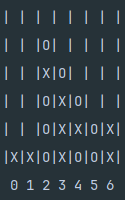 | | | | | | | |
| | |O| | | | |
| | |X|O| | | |
| | |O|X|O| | |
| | |O|X|X|O|X|
|X|X|O|X|O|O|X|
 0 1 2 3 4 5 6